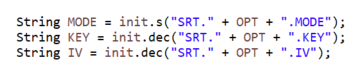 String MODE = init.s("SRT." + OPT + ".MODE");
String KEY = init.dec("SRT." + OPT + ".KEY");
String IV = init.dec("SRT." + OPT + ".IV");